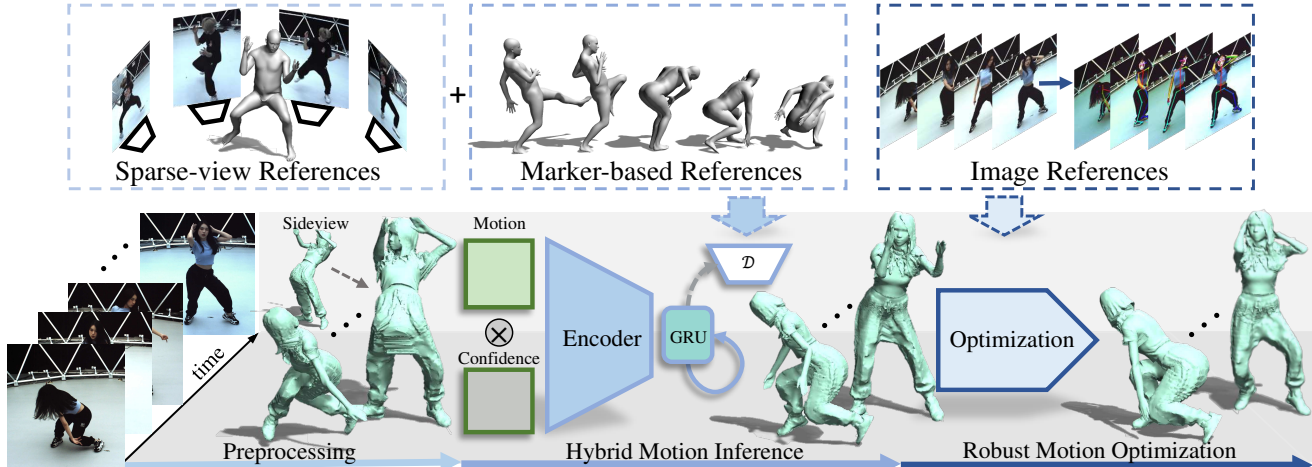 Sparse-view References
+
Marker-based References
Image References
time
Sideview
Preprocessing
Motion
⊗
Confidence
Encoder
GRU
𝒟
Hybrid Motion Inference
Optimization
Robust Motion Optimization